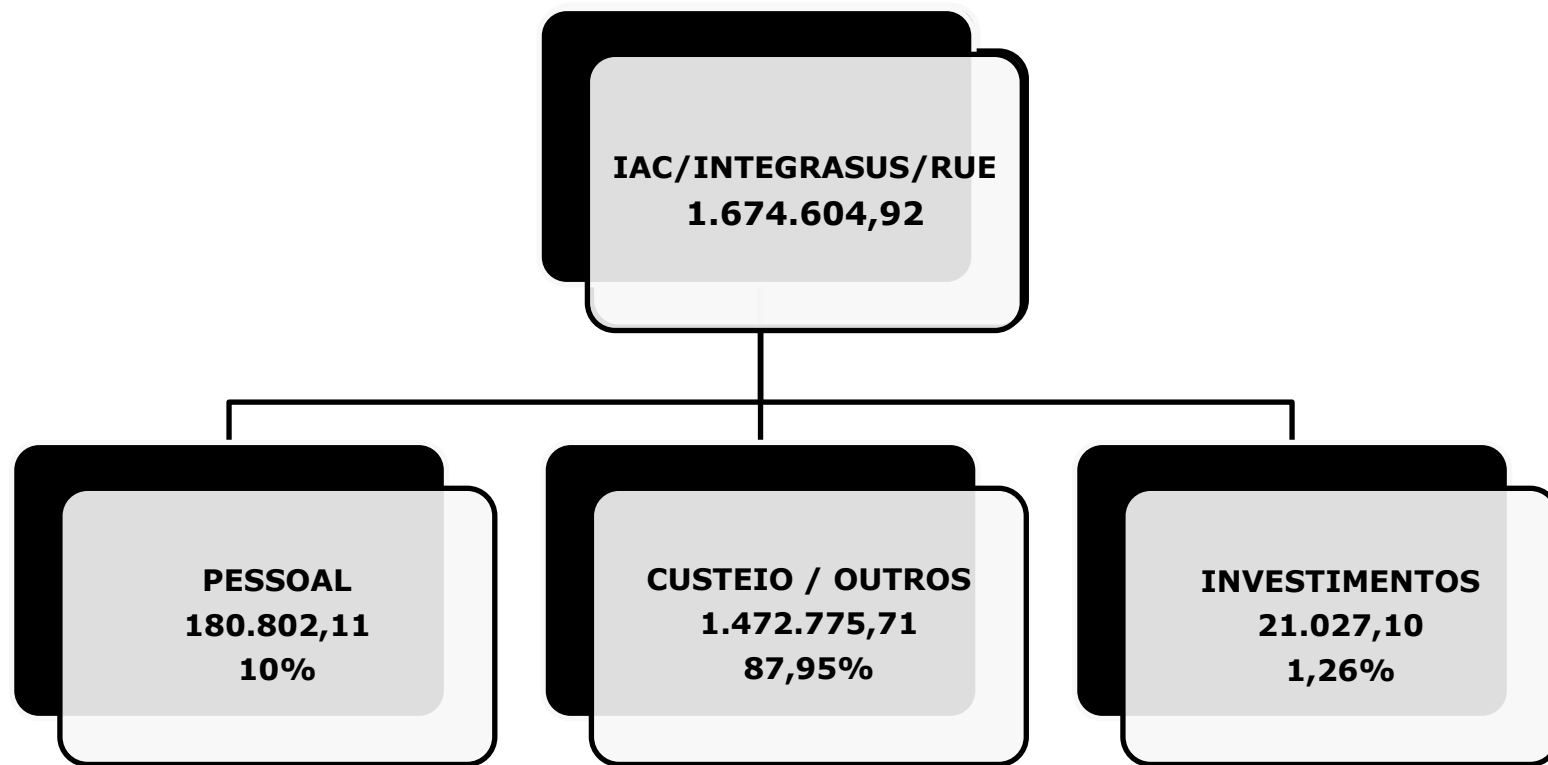 IAC/INTEGRASUS/RUE
1.674.604,92
PESSOAL
180.802,11
10%
CUSTEIO / OUTROS
1.472.775,71
87,95%
INVESTIMENTOS
21.027,10
1,26%